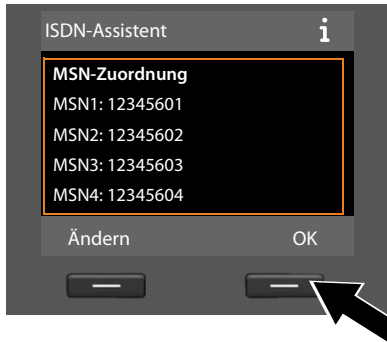 ISDN-Assistent i
MSN-Zuordnung
MSN1: 12345601
MSN2: 12345602
MSN3: 12345603
MSN4: 12345604
Ändern OK